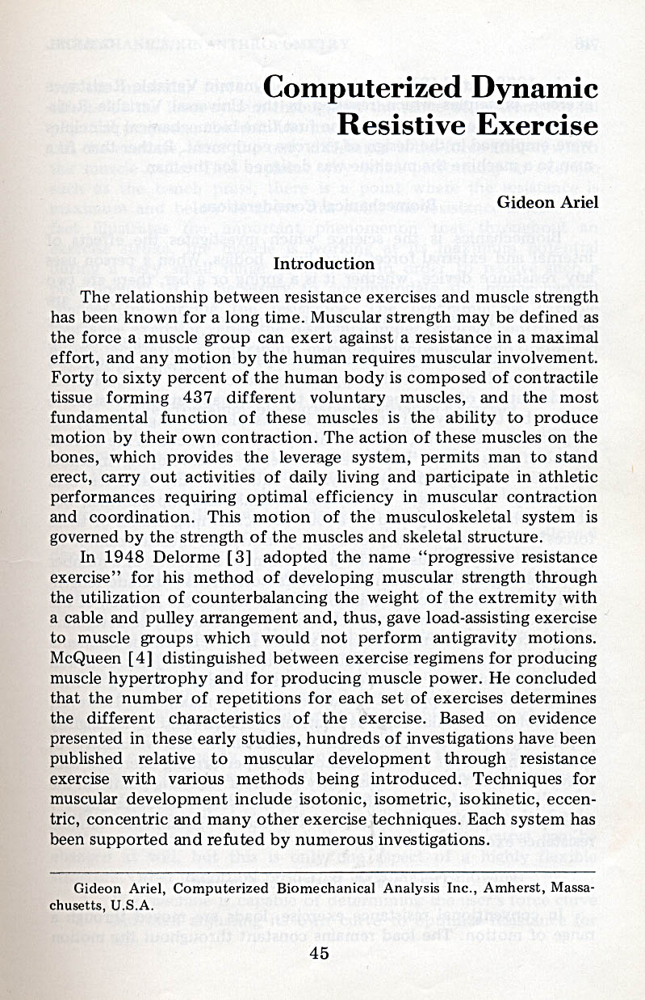 Computerized Dynamic
Resistive Exercise
Gideon Ariel
Introduction
The relationship between resistance exercises and muscle strength
has been known for a long time. Muscular strength may be defined as
the force a muscle group can exert against a resistance in a maximal
effort, and any motion by the human requires muscular involvement.
Forty to sixty percent of the human body is composed of contractile
tissue forming 437 different voluntary muscles, and the most
fundamental function of these muscles is the ability to produce
motion by their own contraction. The action of these muscles on the
bones, which provides the leverage system, permits man to stand
erect, carry out activities of daily living and participate in athletic
performances requiring optimal efficiency in muscular contraction
and coordination. This motion of the musculoskeletal system is
governed by the strength of the muscles and skeletal structure.
In 1948 Delorme [3] adopted the name “progressive resistance
exercise” for his method of developing muscular strength through
the utilization of counterbalancing the weight of the extremity with
a cable and pulley arrangement and, thus, gave load-assisting exercise
to muscle groups which would not perform antigravity motions.
McQueen [4] distinguished between exercise regimens for producing
muscle hypertrophy and for producing muscle power. He concluded
that the number of repetitions for each set of exercises determines
the different characteristics of the exercise. Based on evidence
presented in these early studies, hundreds of investigations have been
published relative to muscular development through resistance
exercise with various methods being introduced. Techniques for
muscular development include isotonic, isometric, isokinetic, eccen-
tric, concentric and many other exercise techniques. Each system has
been supported and refuted by numerous investigations.
Gideon Ariel, Computerized Biomechanical Analysis Inc., Amherst, Massa-
chusetts, U.S.A.
45